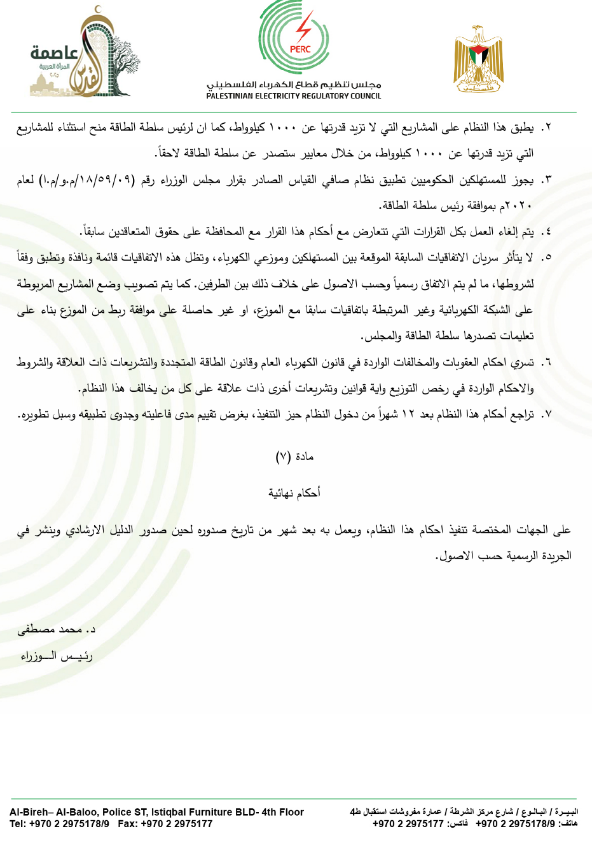 عاصمة
القدس
المرأة العربية
PERC
مجلس تنظيم قطاع الكهرباء الفلسطيني
PALESTINIAN ELECTRICITY REGULATORY COUNCIL
فلسطين
٢. يطبق هذا النظام على المشاريع التي لا تزيد قدرتها عن ١٠٠٠ كيلوواط، كما ان لرئيس سلطة الطاقة منح استثناء للمشاريع
التي تزيد قدرتها عن ١٠٠٠ كيلوواط، من خلال معايير ستصدر عن سلطة الطاقة لاحقاً.
٣. يجوز للمستهلكين الحكوميين تطبيق نظام صافي القياس الصادر بقرار مجلس الوزراء رقم (١٨/٥٩/٠٩/م.و/م.ا) لعام
٢٠٢٠م بموافقة رئيس سلطة الطاقة.
٤. يتم إلغاء العمل بكل القرارات التي تتعارض مع أحكام هذا القرار مع المحافظة على حقوق المتعاقدين سابقاً.
٥. لا يتأثر سريان الاتفاقيات السابقة الموقعة بين المستهلكين وموزعي الكهرباء، وتظل هذه الاتفاقيات قائمة ونافذة وتطبق وفقاً
لشروطها، ما لم يتم الاتفاق رسمياً وحسب الاصول على خلاف ذلك بين الطرفين. كما يتم تصويب وضع المشاريع المربوطة
على الشبكة الكهربائية وغير المرتبطة باتفاقيات سابقا مع الموزع، او غير حاصلة على موافقة ربط من الموزع بناء على
تعليمات تصدرها سلطة الطاقة والمجلس.
٦. تسري احكام العقوبات والمخالفات الواردة في قانون الكهرباء العام وقانون الطاقة المتجددة والتشريعات ذات العلاقة والشروط
والاحكام الواردة في رخص التوزيع واية قوانين وتشريعات أخرى ذات علاقة على كل من يخالف هذا النظام.
٧. تراجع أحكام هذا النظام بعد ١٢ شهراً من دخول النظام حيز التنفيذ، بغرض تقييم مدى فاعليته وجدوى تطبيقه وسبل تطويره.
مادة (٧)
أحكام نهائية
على الجهات المختصة تنفيذ احكام هذا النظام، ويعمل به بعد شهر من تاريخ صدوره لحين صدور الدليل الارشادي وينشر في
الجريدة الرسمية حسب الاصول.
د. محمد مصطفى
رئيـــس الـــــوزراء
Al-Bireh– Al-Baloo, Police ST, Istiqbal Furniture BLD- 4th Floor
Tel: +970 2 2975178/9 Fax: +970 2 2975177
البـيـرة / البـالـوع / شارع مركز الشرطة / عمارة مفروشات استقبال ط4
هاتف: 2975178/9 2 970+ فاكس: 2975177 2 970+